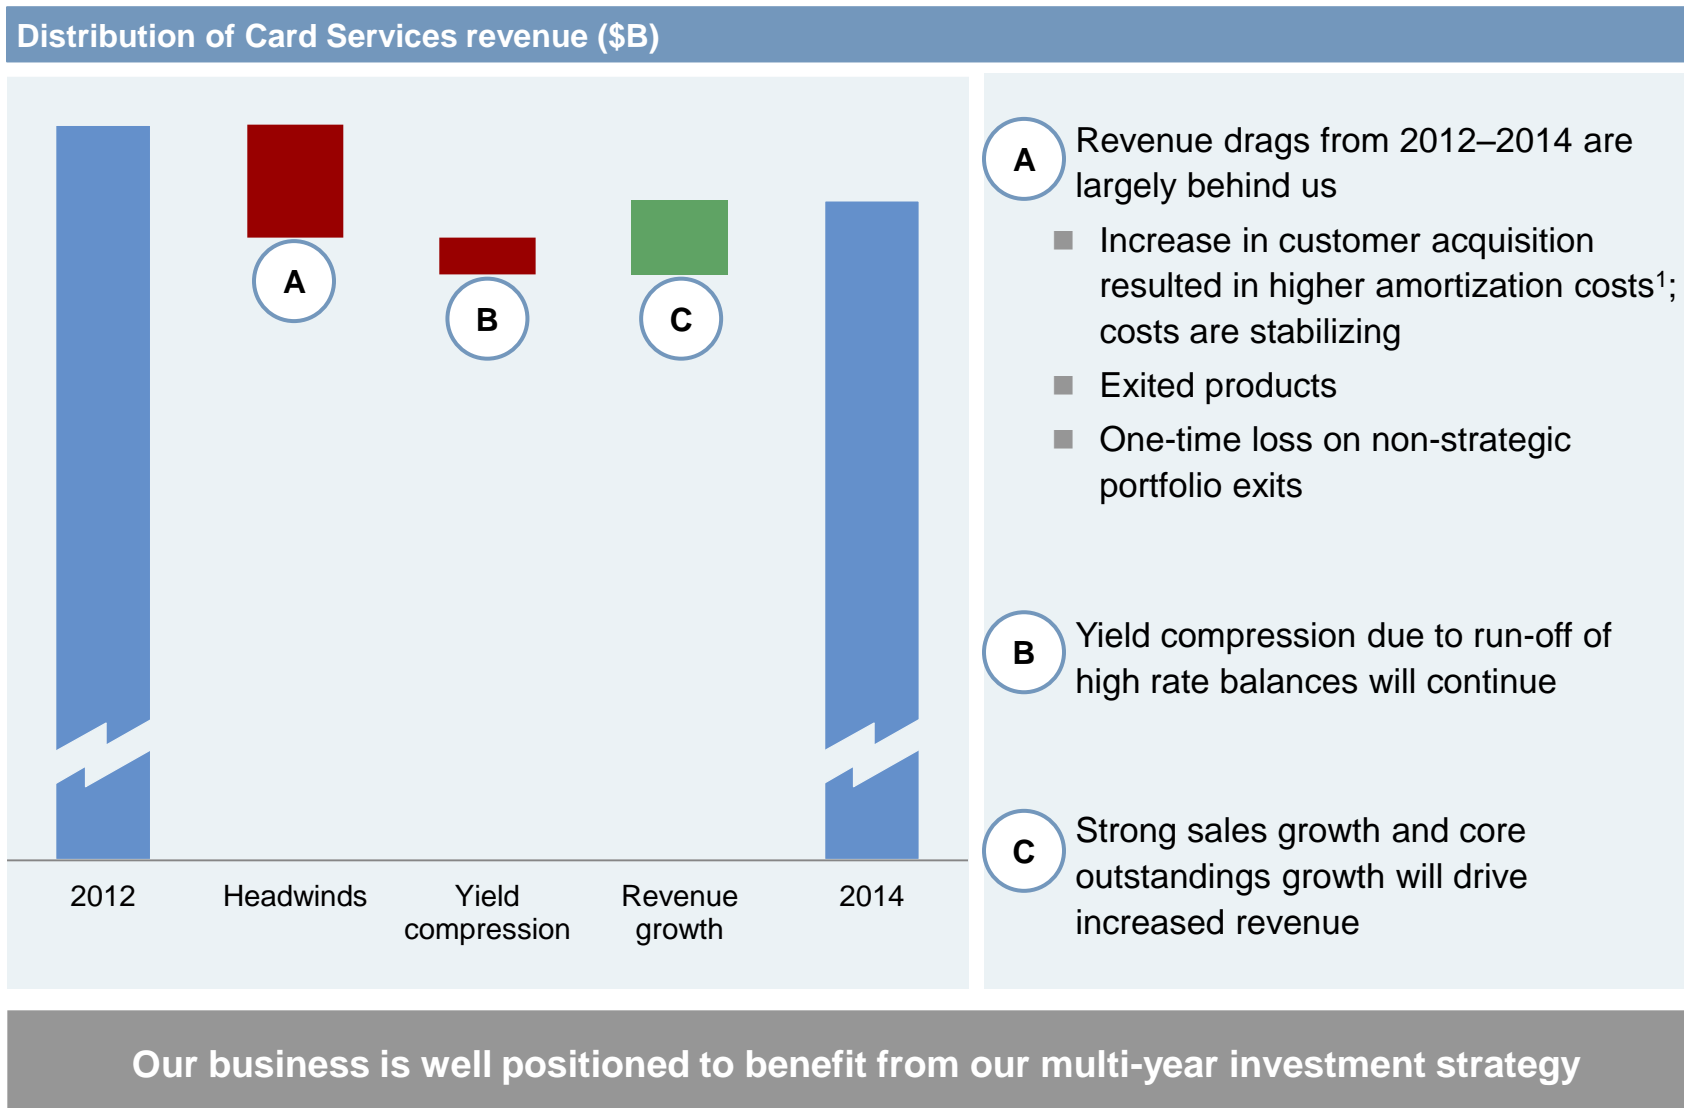 Distribution of Card Services revenue ($B)
A
B
C
2012
Headwinds
Yield
compression
Revenue
growth
2014
A
Revenue drags from 2012–2014 are
largely behind us
Increase in customer acquisition
resulted in higher amortization costs¹;
costs are stabilizing
Exited products
One-time loss on non-strategic
portfolio exits
B
Yield compression due to run-off of
high rate balances will continue
C
Strong sales growth and core
outstandings growth will drive
increased revenue
Our business is well positioned to benefit from our multi-year investment strategy